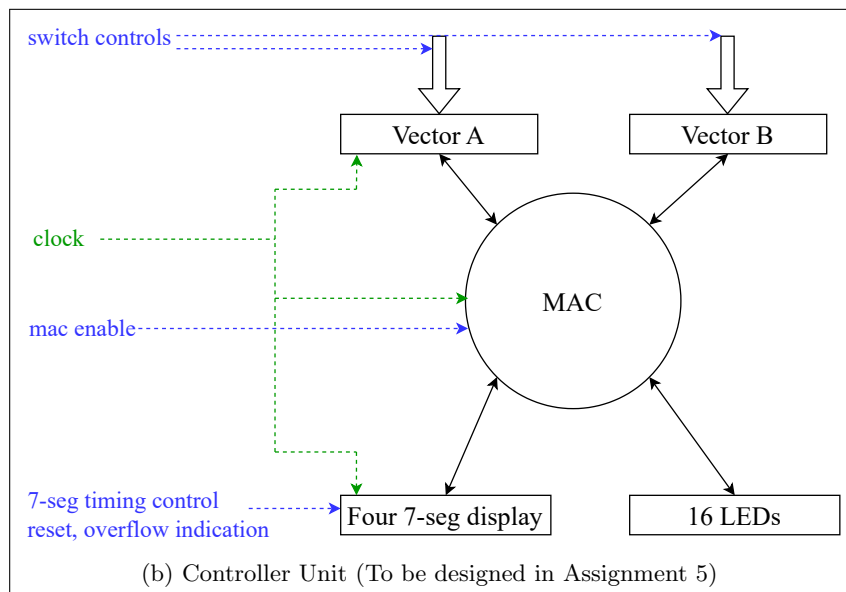 switch controls
Vector A
Vector B
clock
MAC
mac enable
7-seg timing control
reset, overflow indication
Four 7-seg display
16 LEDs
(b) Controller Unit (To be designed in Assignment 5)